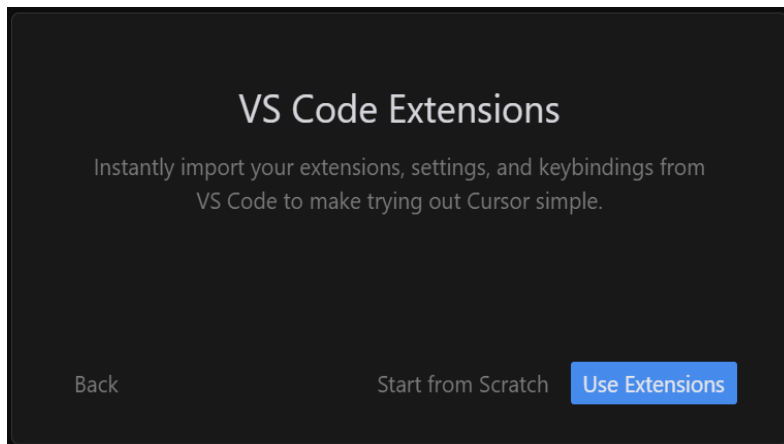 VS Code Extensions
Instantly import your extensions, settings, and keybindings from
VS Code to make trying out Cursor simple.
Back
Start from Scratch
Use Extensions